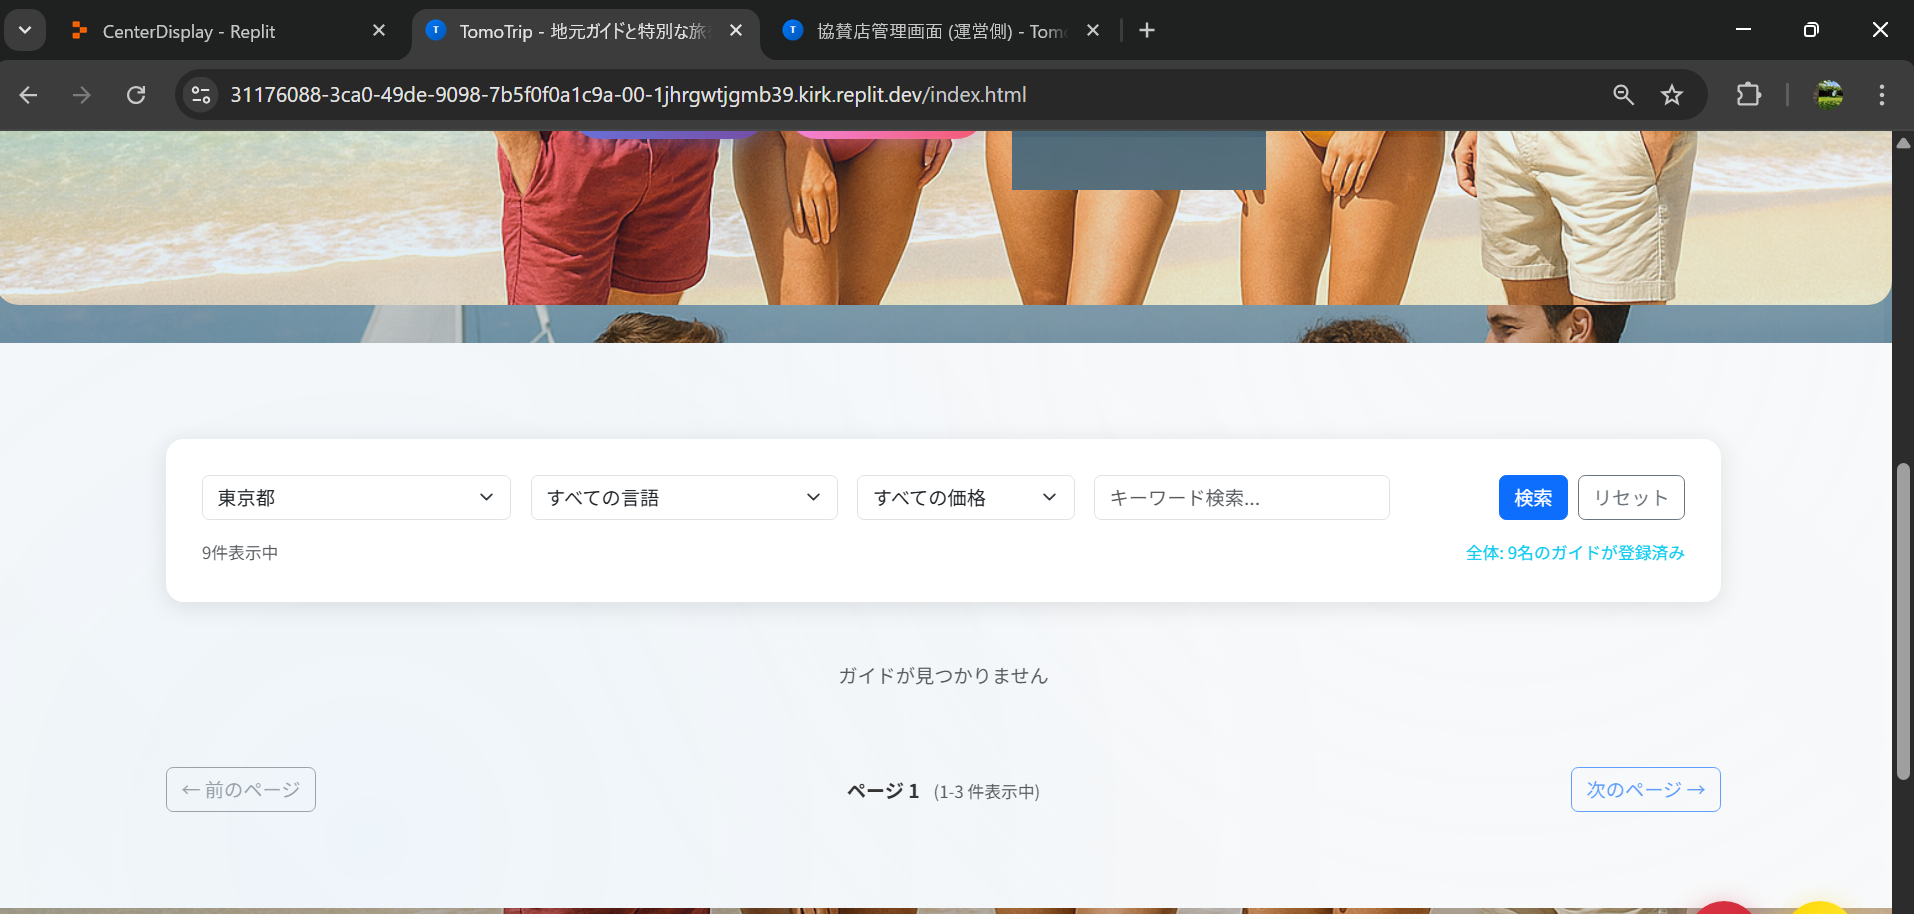 CenterDisplay - Replit
TomoTrip - 地元ガイドと特別な旅
協賛店管理画面 (運営側) - Tom
31176088-3ca0-49de-9098-7b5f0f0a1c9a-00-1jhrgwtjgmb39.kirk.replit.dev/index.html
東京都
すべての言語
すべての価格
キーワード検索...
検索
リセット
9件表示中
全体: 9名のガイドが登録済み
ガイドが見つかりません
← 前のページ
ページ 1 (1-3 件表示中)
次のページ →